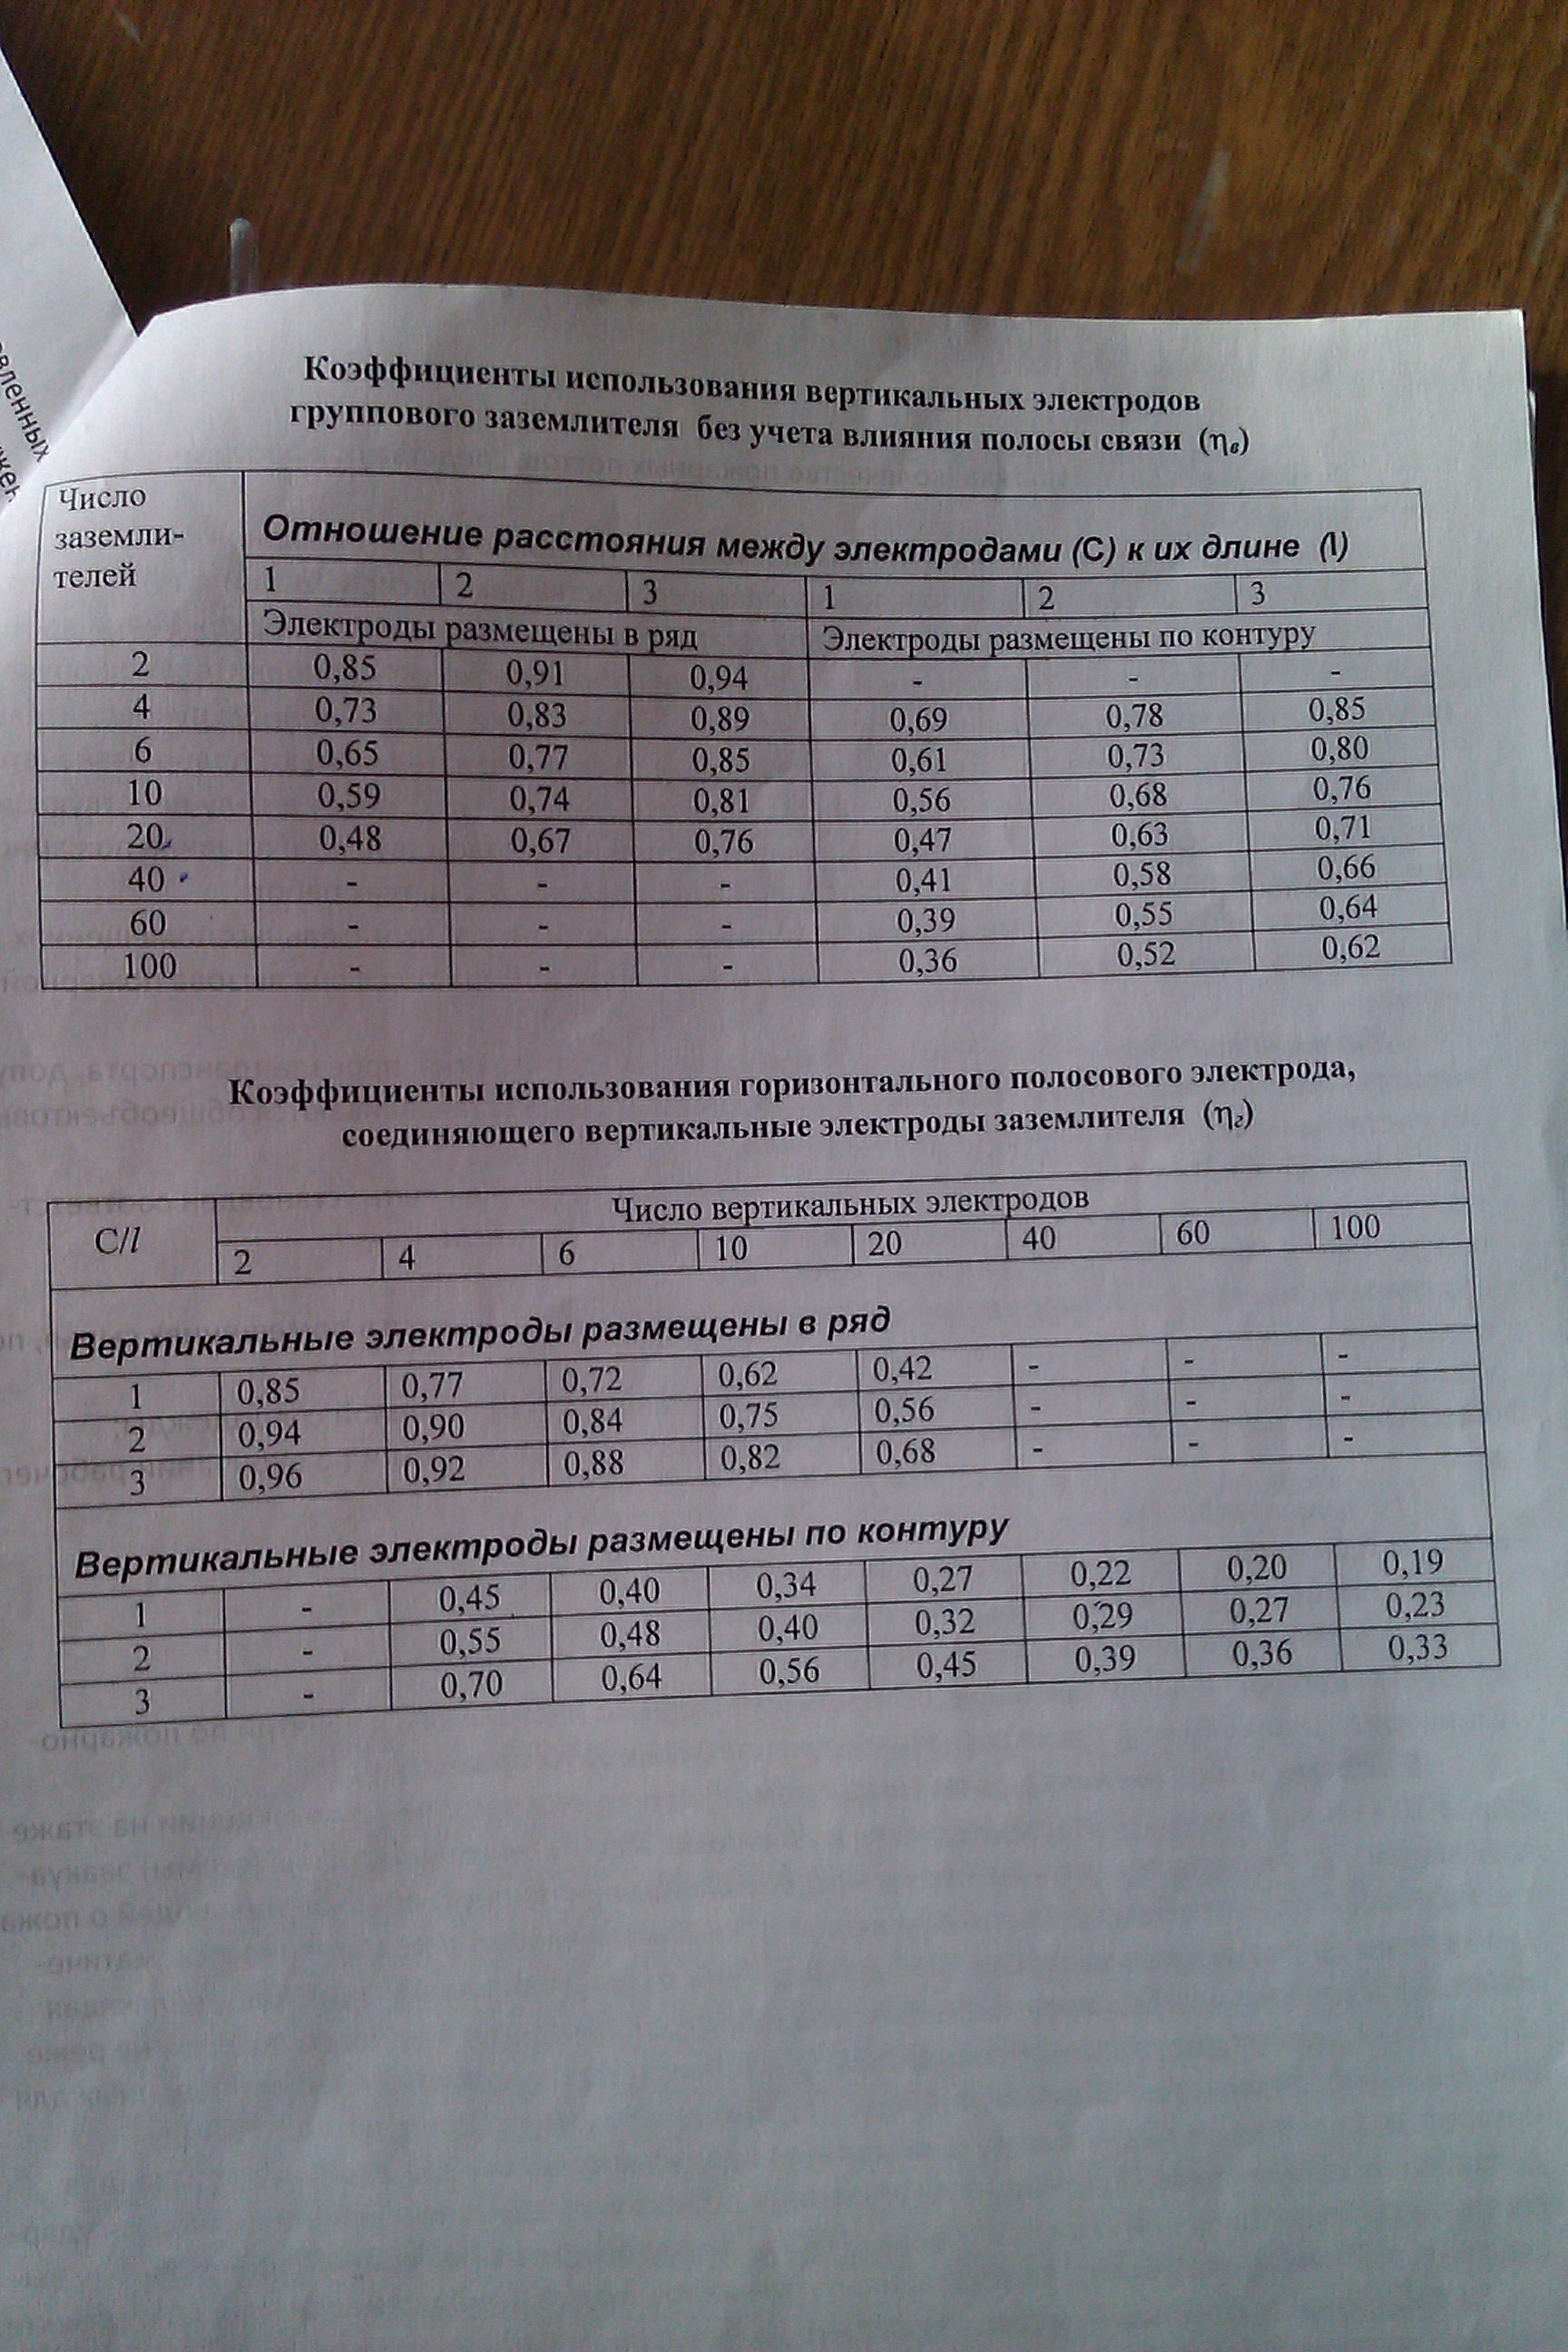 вленных
Коэффициенты использования вертикальных электродов
группового заземлителя без учета влияния полосы связи (ηв)
Число
заземли-
телей
Отношение расстояния между электродами (С) к их длине (l)
1 2 3 1 2 3
Электроды размещены в ряд Электроды размещены по контуру
2 0,85 0,91 0,94 - - -
4 0,73 0,83 0,89 0,69 0,78 0,85
6 0,65 0,77 0,85 0,61 0,73 0,80
10 0,59 0,74 0,81 0,56 0,68 0,76
20 0,48 0,67 0,76 0,47 0,63 0,71
40 - - - 0,41 0,58 0,66
60 - - - 0,39 0,55 0,64
100 - - - 0,36 0,52 0,62
Коэффициенты использования горизонтального полосового электрода,
соединяющего вертикальные электроды заземлителя (ηг)
С/l
Число вертикальных электродов
2 4 6 10 20 40 60 100
Вертикальные электроды размещены в ряд
1 0,85 0,77 0,72 0,62 0,42 - - -
2 0,94 0,90 0,84 0,75 0,56 - - -
3 0,96 0,92 0,88 0,82 0,68 - - -
Вертикальные электроды размещены по контуру
1 - 0,45 0,40 0,34 0,27 0,22 0,20 0,19
2 - 0,55 0,48 0,40 0,32 0,29 0,27 0,23
3 - 0,70 0,64 0,56 0,45 0,39 0,36 0,33